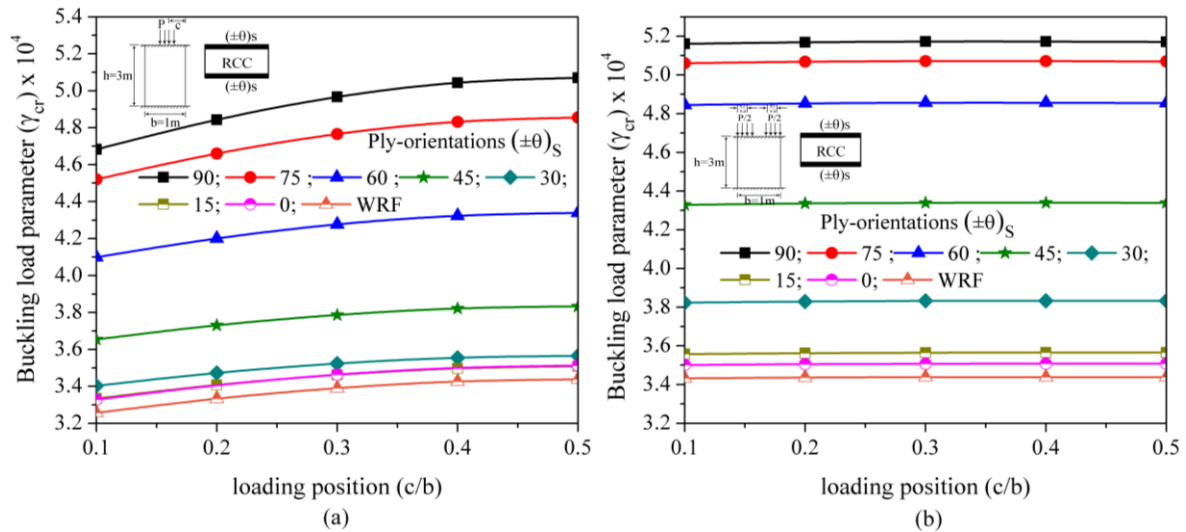 Buckling load parameter (γcr) x 10⁴
5.4
5.2
5.0
4.8
4.6
4.4
4.2
4.0
3.8
3.6
3.4
3.2
P
c
h=3m
b=1m
(±θ)s
RCC
(±θ)s
Ply-orientations (±θ)S
90; 75 ; 60 ; 45; 30;
15; 0; WRF
0.1 0.2 0.3 0.4 0.5
loading position (c/b)
(a)
Buckling load parameter (γcr) x 10⁴
5.2
5.0
4.8
4.6
4.4
4.2
4.0
3.8
3.6
3.4
3.2
P/2 P/2
h=3m
b=1m
(±θ)s
RCC
(±θ)s
Ply-orientations (±θ)S
90; 75; 60 ; 45; 30;
15; 0; WRF
0.1 0.2 0.3 0.4 0.5
loading position (c/b)
(b)